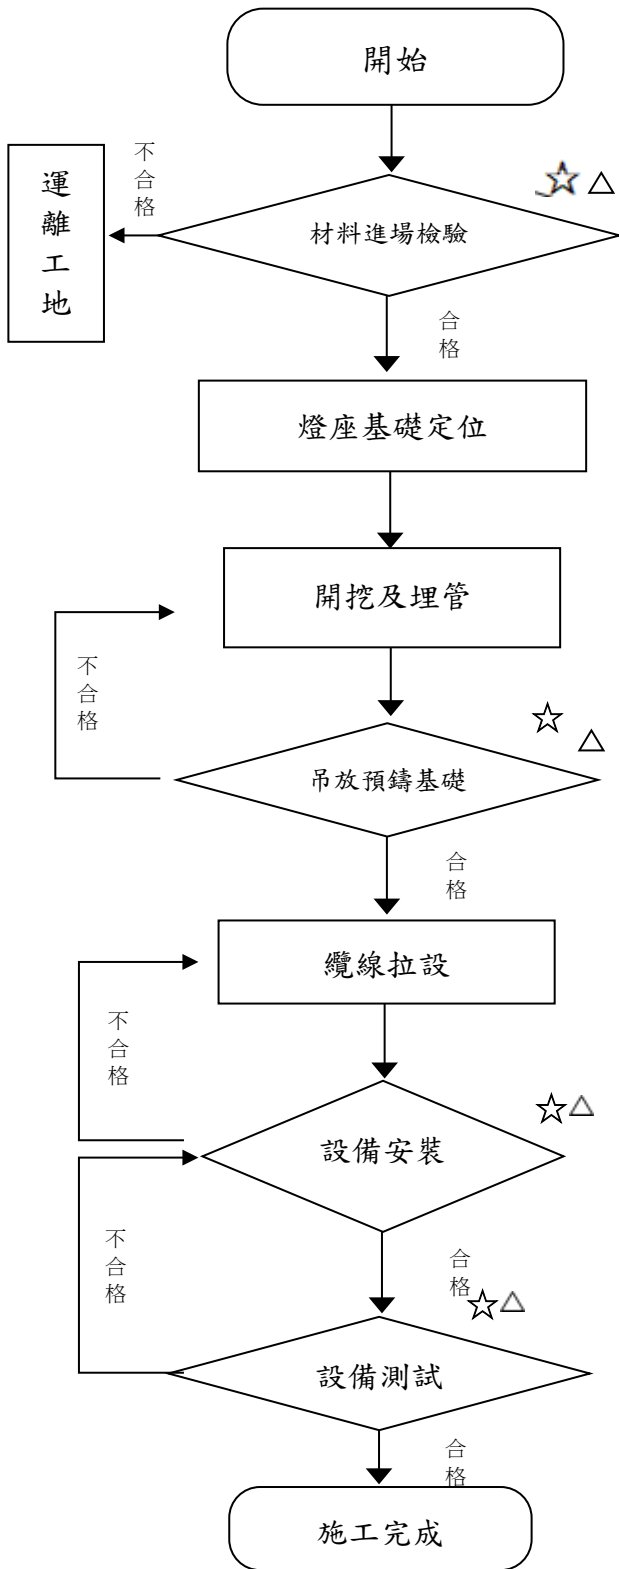 開始
不合格
運離工地
材料進場檢驗
合格
燈座基礎定位
開挖及埋管
不合格
吊放預鑄基礎
合格
纜線拉設
不合格
設備安裝
不合格
合格
設備測試
合格
施工完成